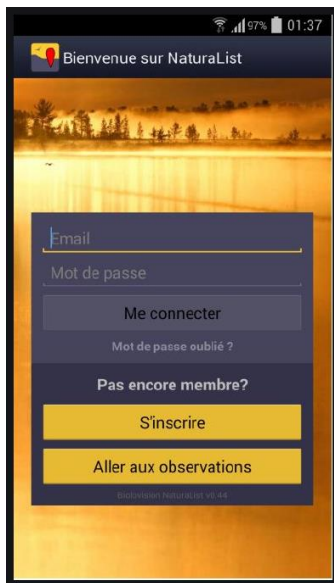 97% 01:37
Bienvenue sur NaturaList
Email
Mot de passe
Me connecter
Mot de passe oublié ?
Pas encore membre?
S'inscrire
Aller aux observations
Biolovision NaturaList v0.44